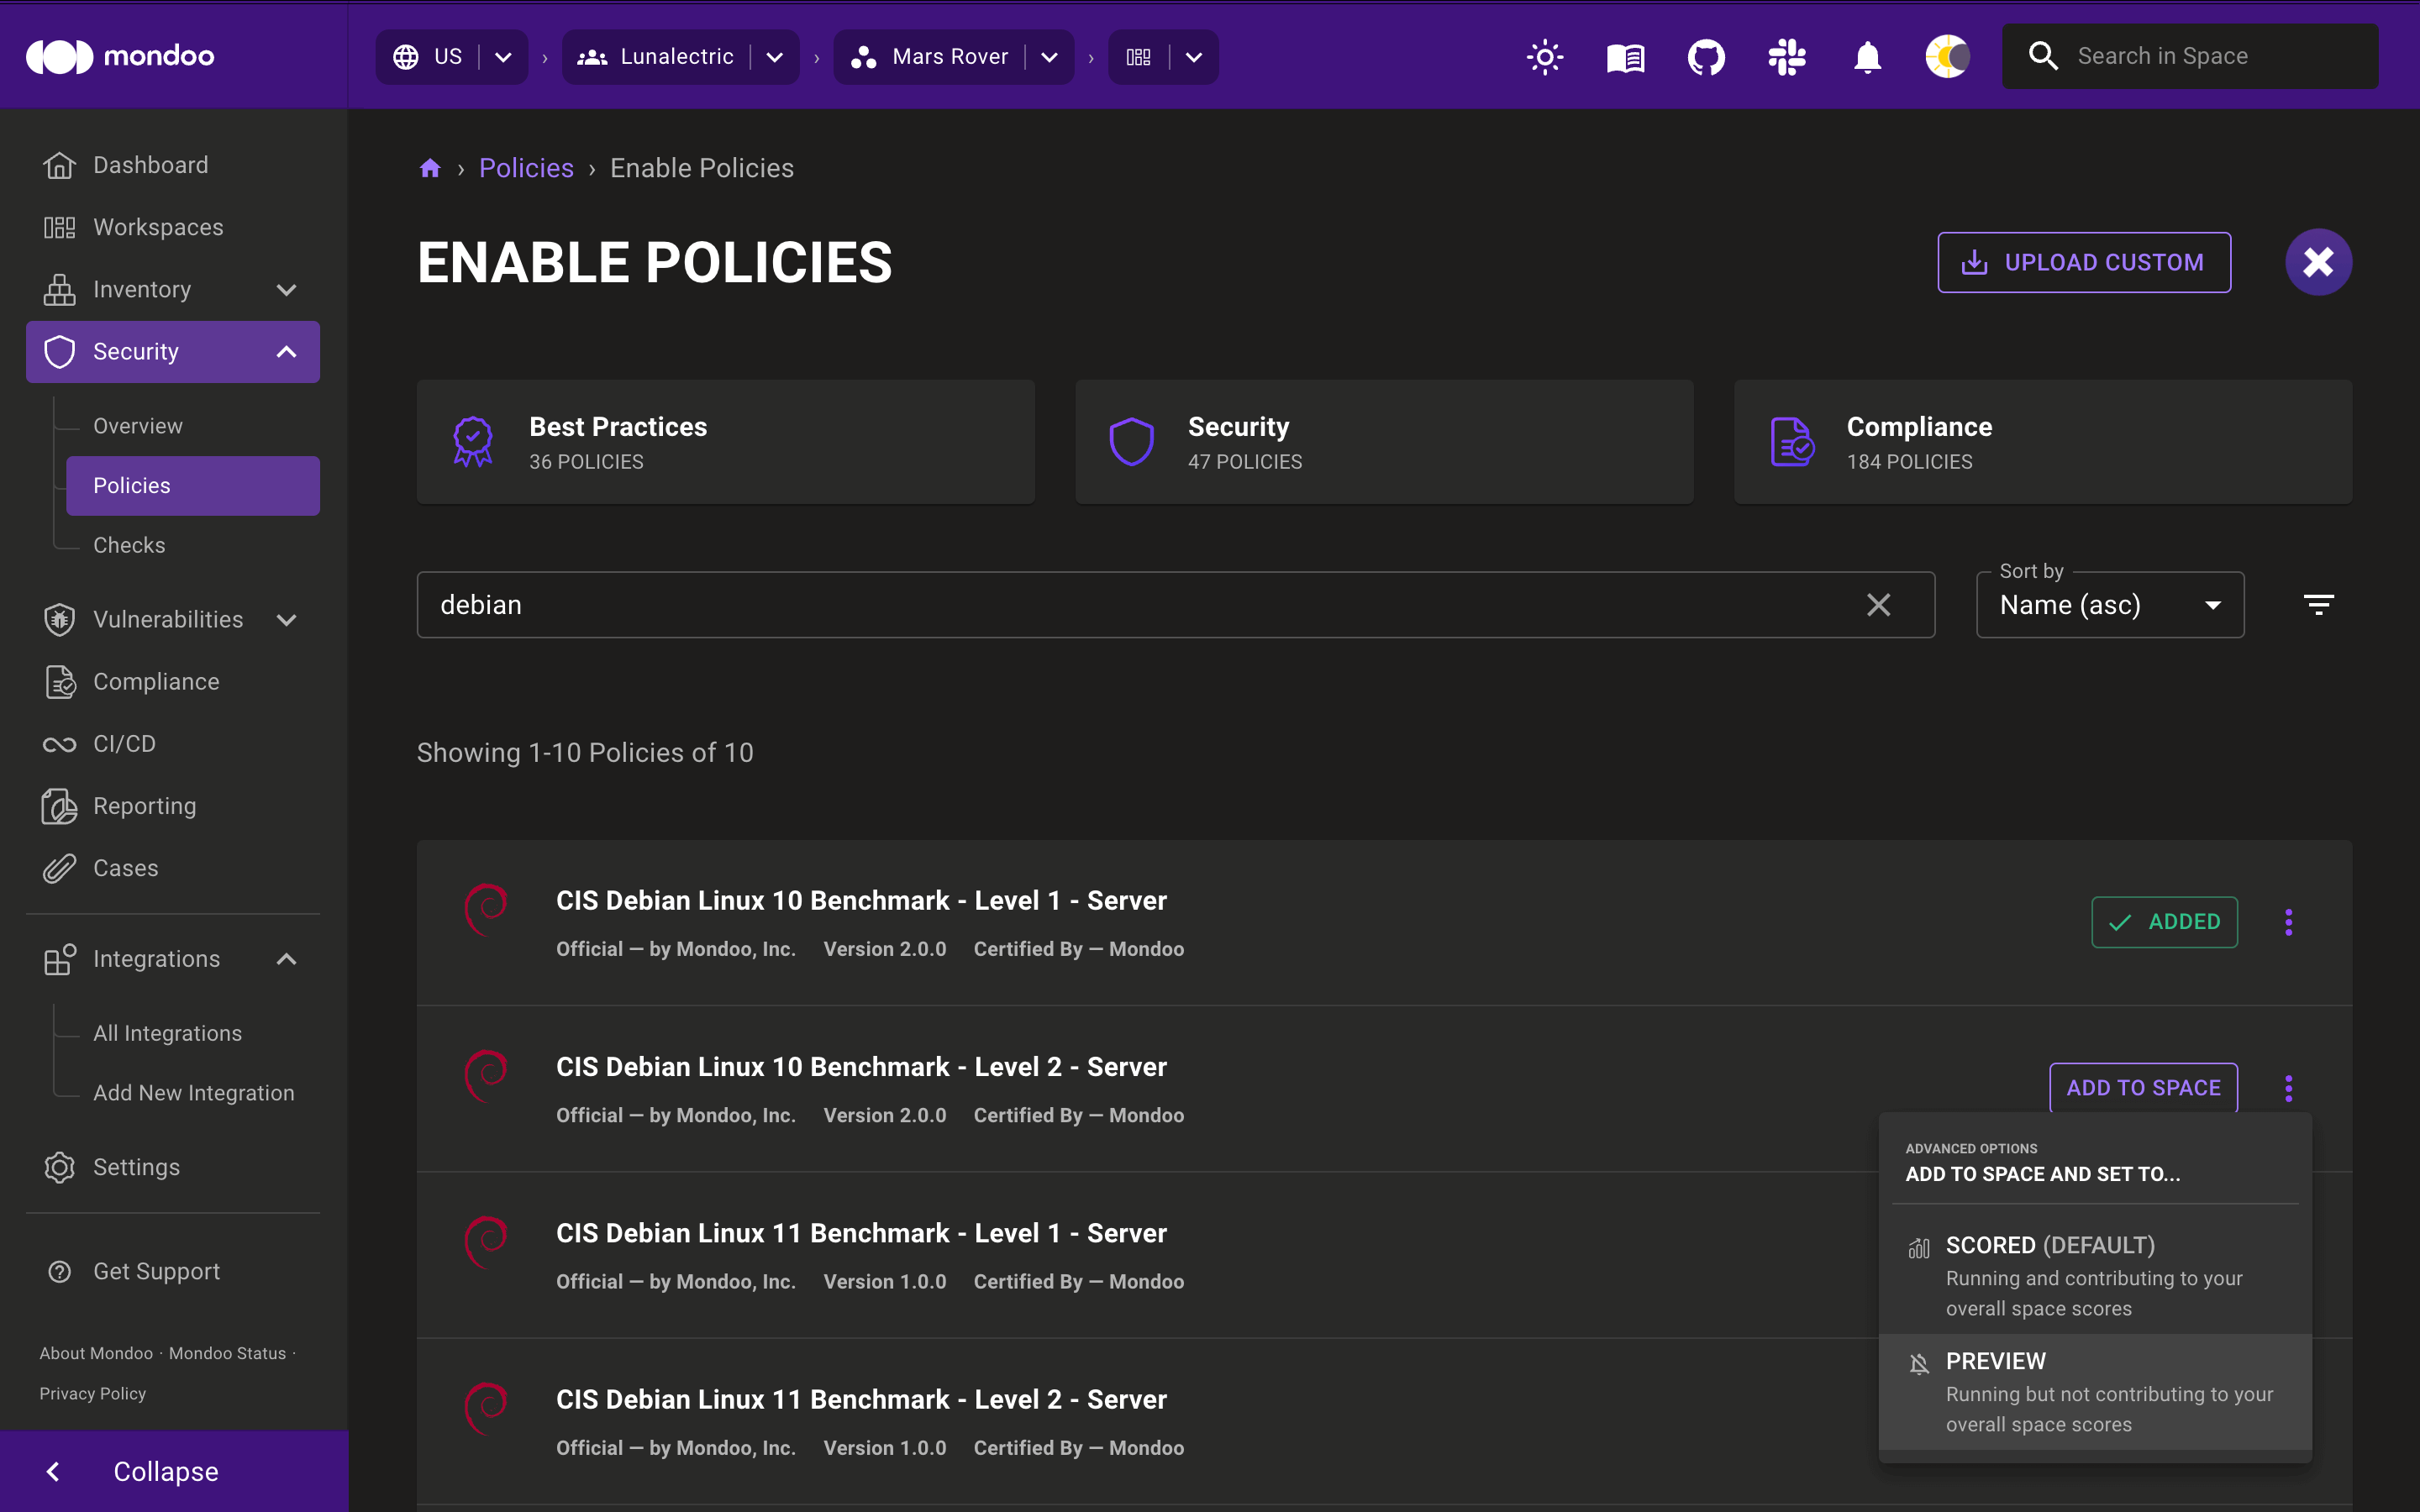 mondoo
US
Lunalectric
Mars Rover
Search in Space
Dashboard
Workspaces
Inventory
Security
Overview
Policies
Checks
Vulnerabilities
Compliance
CI/CD
Reporting
Cases
Integrations
All Integrations
Add New Integration
Settings
Get Support
About Mondoo · Mondoo Status ·
Privacy Policy
Collapse
› Policies › Enable Policies
ENABLE POLICIES
UPLOAD CUSTOM
Best Practices
36 POLICIES
Security
47 POLICIES
Compliance
184 POLICIES
debian
Sort by
Name (asc)
Showing 1-10 Policies of 10
CIS Debian Linux 10 Benchmark - Level 1 - Server
Official — by Mondoo, Inc. Version 2.0.0 Certified By — Mondoo
ADDED
CIS Debian Linux 10 Benchmark - Level 2 - Server
Official — by Mondoo, Inc. Version 2.0.0 Certified By — Mondoo
ADD TO SPACE
CIS Debian Linux 11 Benchmark - Level 1 - Server
Official — by Mondoo, Inc. Version 1.0.0 Certified By — Mondoo
CIS Debian Linux 11 Benchmark - Level 2 - Server
Official — by Mondoo, Inc. Version 1.0.0 Certified By — Mondoo
ADVANCED OPTIONS
ADD TO SPACE AND SET TO...
SCORED (DEFAULT)
Running and contributing to your
overall space scores
PREVIEW
Running but not contributing to your
overall space scores